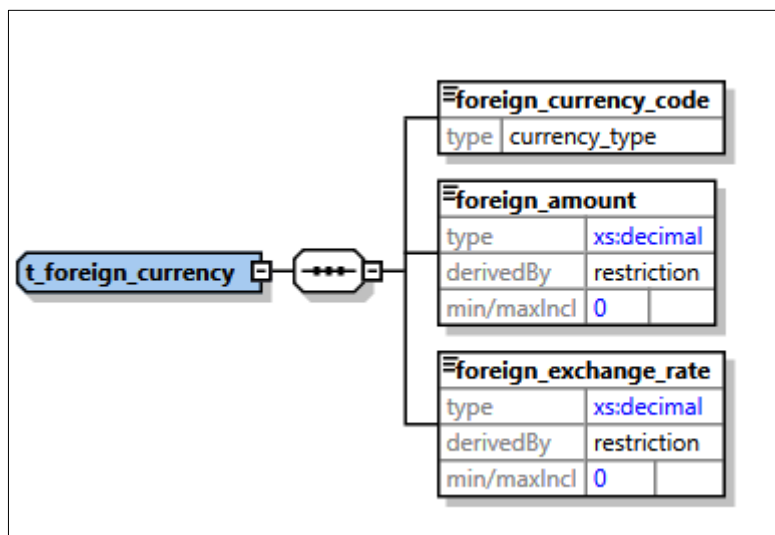 foreign_currency_code
type currency_type
foreign_amount
type xs:decimal
derivedBy restriction
min/maxIncl 0
t_foreign_currency
foreign_exchange_rate
type xs:decimal
derivedBy restriction
min/maxIncl 0